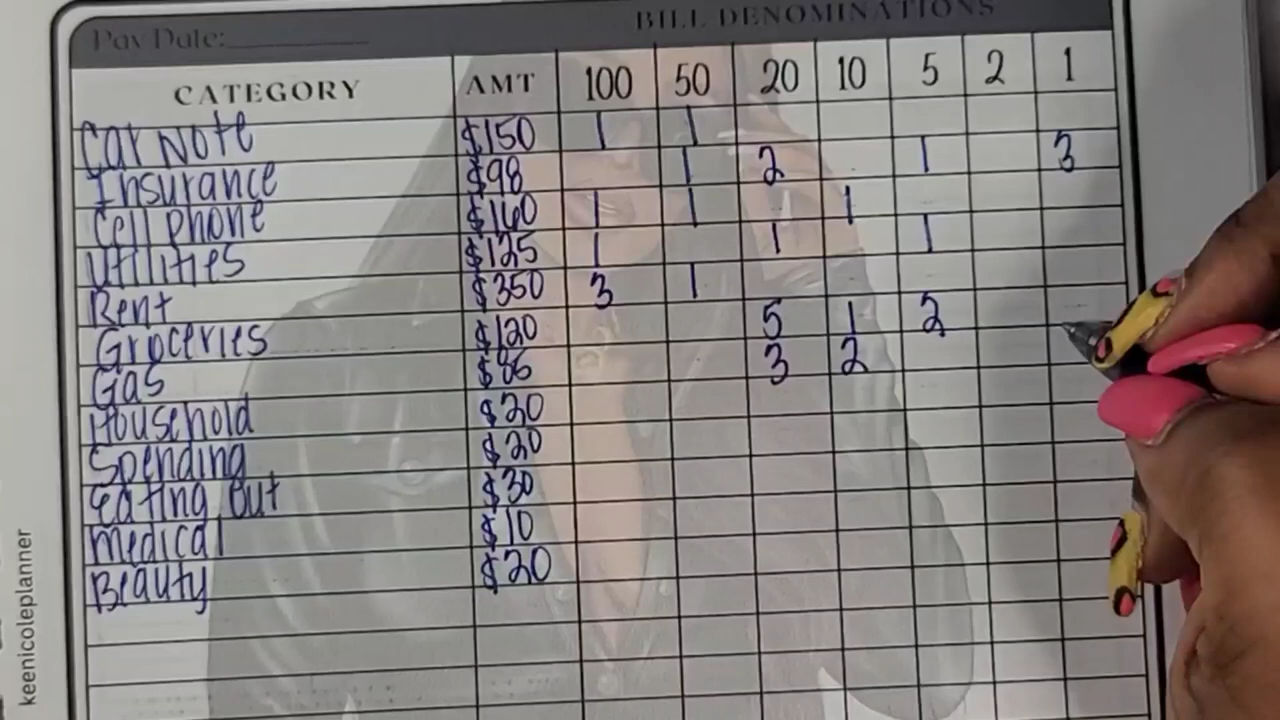 Pay Date:
BILL DENOMINATIONS
CATEGORY AMT 100 50 20 10 5 2 1
Car Note $150 1 1
Insurance $98 1 2 1 3
Cell phone $160 1 1 1
Utilities $125 1 1 1
Rent $350 3 1
Groceries $120 5 1 2
Gas $86 3 2
Household $20
Spending $20
Eating out $30
Medical $10
Beauty $20
keenicoleplanner